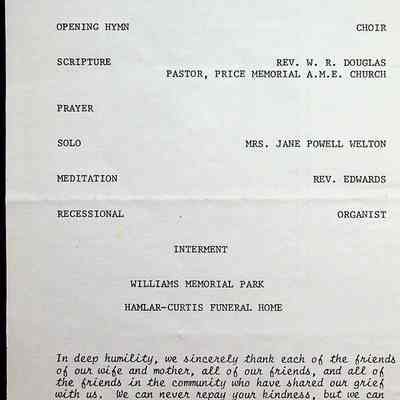 OPENING HYMN CHOIR
SCRIPTURE REV. W. R. DOUGLAS
PASTOR, PRICE MEMORIAL A.M.E. CHURCH
PRAYER
SOLO MRS. JANE POWELL WELTON
MEDITATION REV. EDWARDS
RECESSIONAL ORGANIST
INTERMENT
WILLIAMS MEMORIAL PARK
HAMLAR-CURTIS FUNERAL HOME
In deep humility, we sincerely thank each of the friends
of our wife and mother, all of our friends, and all of
the friends in the community who have shared our grief
with us. We can never repay your kindness, but we can